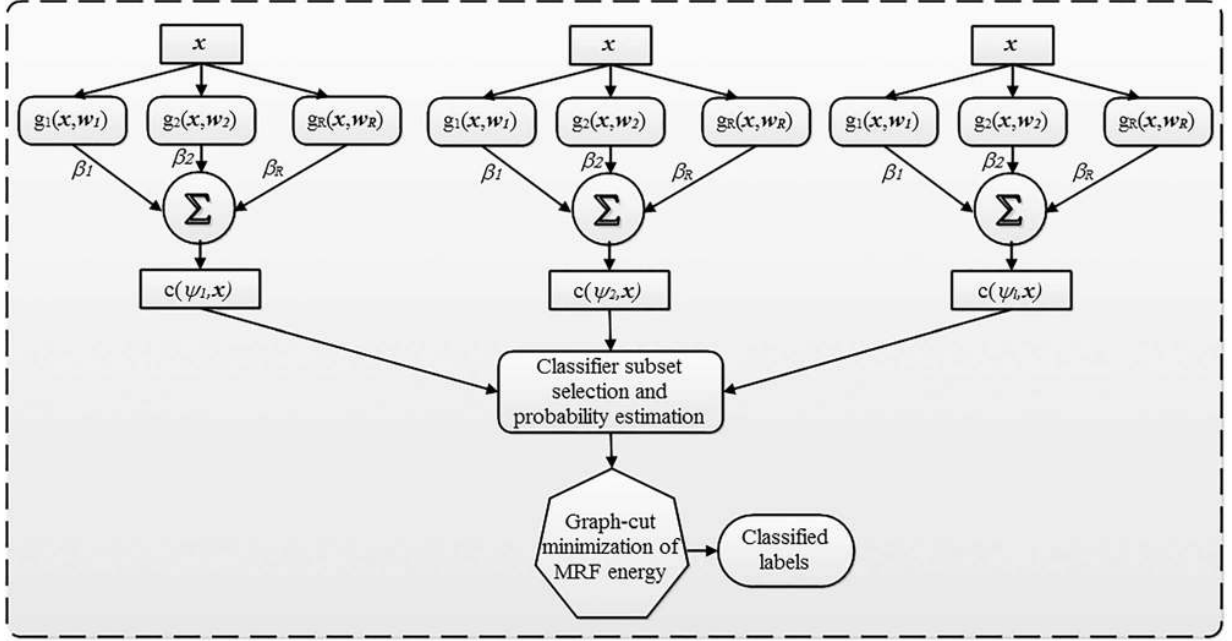 x x x
g1(x,w1) g2(x,w2) gR(x,wR) g1(x,w1) g2(x,w2) gR(x,wR) g1(x,w1) g2(x,w2) gR(x,wR)
β1 β2 βR β1 β2 βR β1 β2 βR
Σ Σ Σ
c(ψ1,x) c(ψ2,x) c(ψl,x)
Classifier subset
selection and
probability estimation
Graph-cut
minimization of
MRF energy
Classified
labels